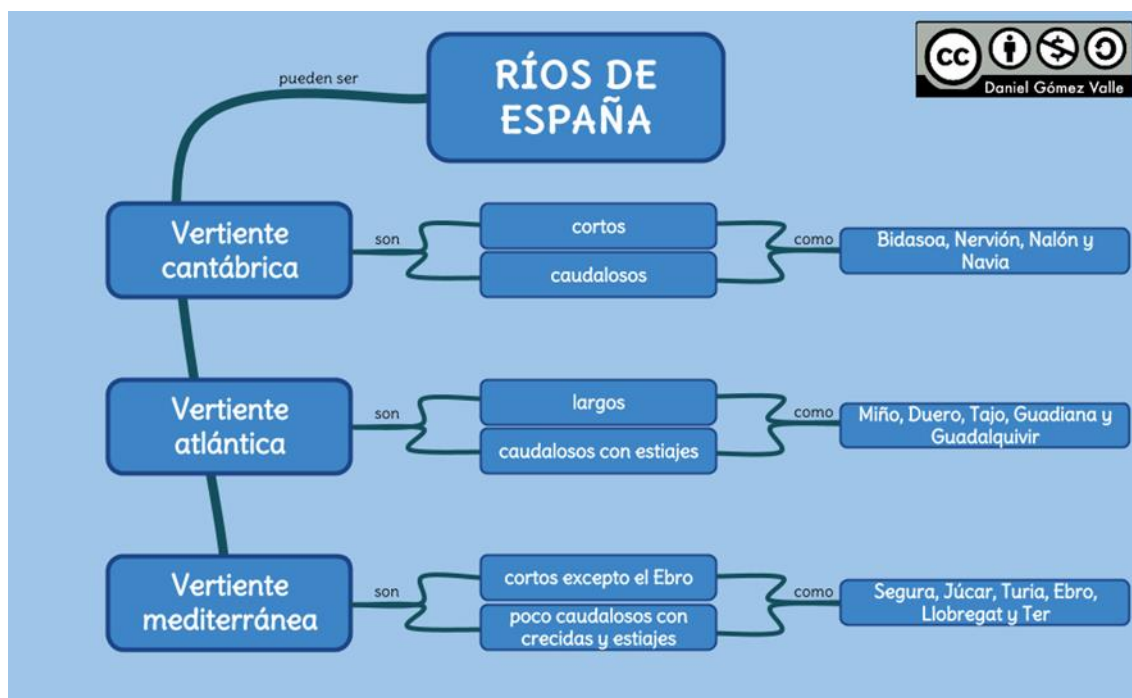 pueden ser
RÍOS DE
ESPAÑA
cc
Daniel Gómez Valle
Vertiente
cantábrica
son
cortos
caudalosos
como
Bidasoa, Nervión, Nalón y
Navia
Vertiente
atlántica
son
largos
caudalosos con estiajes
como
Miño, Duero, Tajo, Guadiana y
Guadalquivir
Vertiente
mediterránea
son
cortos excepto el Ebro
poco caudalosos con
crecidas y estiajes
como
Segura, Júcar, Turia, Ebro,
Llobregat y Ter